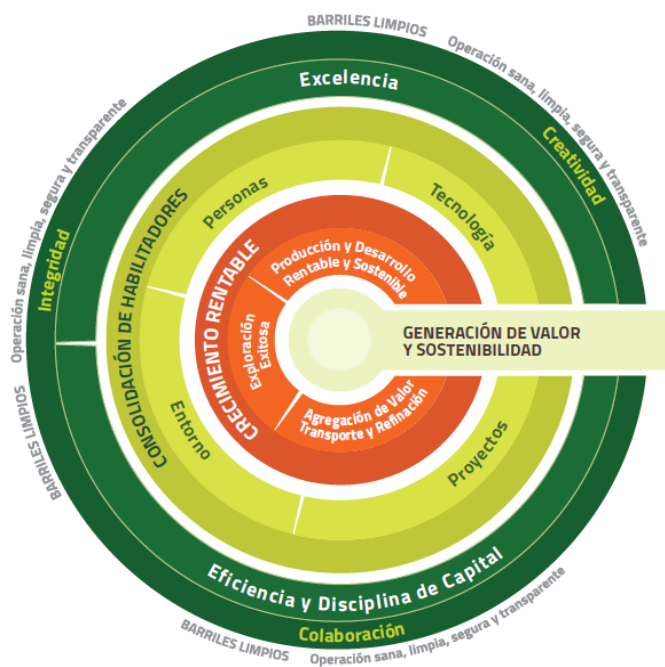 BARRILES LIMPIOS
Operación sana, limpia, segura y transparente
Operación sana, limpia, segura y transparente
Excelencia
Creatividad
Integridad
CONSOLIDACIÓN DE HABILITADORES
Personas
Tecnología
CRECIMIENTO RENTABLE
Producción y Desarrollo
Rentable y Sostenible
Exploración
Exitosa
GENERACIÓN DE VALOR
Y SOSTENIBILIDAD
Agregación de Valor
Transporte y Refinación
Entorno
Proyectos
BARRILES LIMPIOS
Eficiencia y Disciplina de Capital
Colaboración
BARRILES LIMPIOS
Operación sana, limpia, segura y transparente